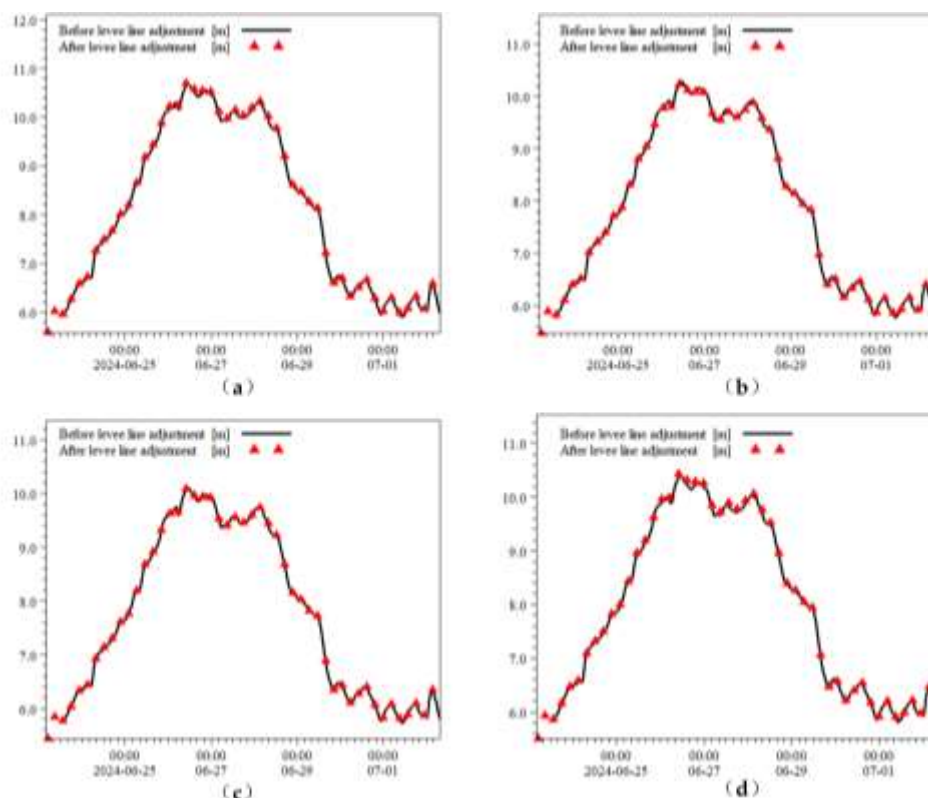 12.0
Before levee line adjustment [m]
After levee line adjustment [m]
11.0
10.0
9.0
8.0
7.0
6.0
00:00 00:00 00:00 00:00
2024-06-25 06-27 06-29 07-01
(a)
Before levee line adjustment [m]
After levee line adjustment [m]
11.0
10.0
9.0
8.0
7.0
6.0
00:00 00:00 00:00 00:00
2024-06-25 06-27 06-29 07-01
(b)
Before levee line adjustment [m]
After levee line adjustment [m]
11.0
10.0
9.0
8.0
7.0
6.0
00:00 00:00 00:00 00:00
2024-06-25 06-27 06-29 07-01
(c)
Before levee line adjustment [m]
After levee line adjustment [m]
11.0
10.0
9.0
8.0
7.0
6.0
00:00 00:00 00:00 00:00
2024-06-25 06-27 06-29 07-01
(d)